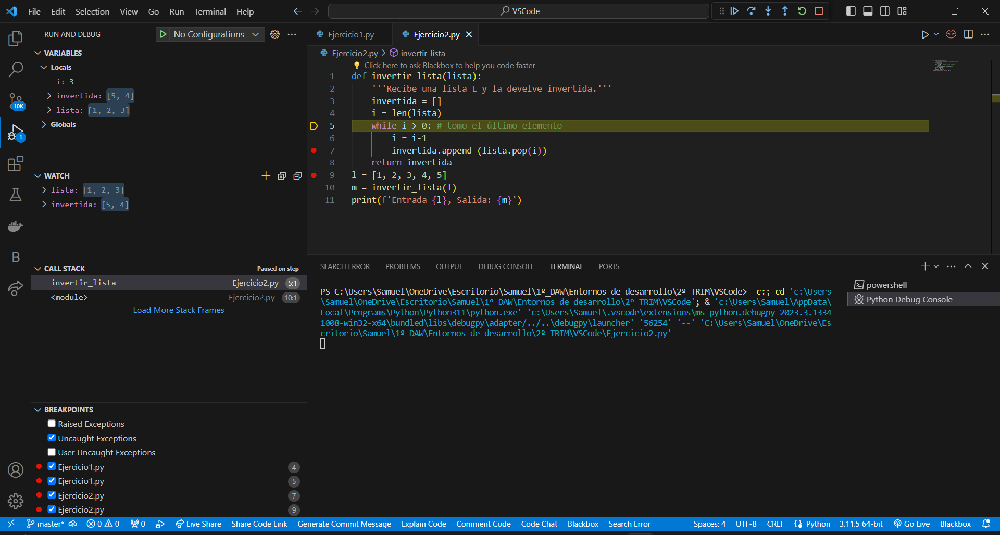 File Edit Selection View Go Run Terminal Help
VSCode
RUN AND DEBUG
No Configurations
VARIABLES
Locals
i: 3
invertida: [5, 4]
lista: [1, 2, 3]
Globals
10K
1
B
WATCH
lista: [1, 2, 3]
invertida: [5, 4]
CALL STACK Paused on step
invertir_lista Ejercicio2.py 5:1
<module> Ejercicio2.py 10:1
Load More Stack Frames
BREAKPOINTS
Raised Exceptions
Uncaught Exceptions
User Uncaught Exceptions
Ejercicio1.py 4
Ejercicio1.py 5
Ejercicio2.py 7
Ejercicio2.py 9
Ejercicio1.py Ejercicio2.py
Ejercicio2.py > invertir_lista
Click here to ask Blackbox to help you code faster
1 def invertir_lista(lista):
2 '''Recibe una lista L y la develve invertida.'''
3 invertida = []
4 i = len(lista)
5 while i > 0: # tomo el último elemento
6 i = i-1
7 invertida.append (lista.pop(i))
8 return invertida
9 l = [1, 2, 3, 4, 5]
10 m = invertir_lista(l)
11 print(f'Entrada {l}, Salida: {m}')
SEARCH ERROR PROBLEMS OUTPUT DEBUG CONSOLE TERMINAL PORTS
PS C:\Users\Samuel\OneDrive\Escritorio\Samuel\1º_DAW\Entornos de desarrollo\2º TRIM\VSCode> c:; cd 'c:\Users
\Samuel\OneDrive\Escritorio\Samuel\1º_DAW\Entornos de desarrollo\2º TRIM\VSCode'; & 'c:\Users\Samuel\AppData\
Local\Programs\Python\Python311\python.exe' 'c:\Users\Samuel\.vscode\extensions\ms-python.debugpy-2023.3.1334
1008-win32-x64\bundled\libs\debugpy\adapter/../..\debugpy\launcher' '56254' '--' 'C:\Users\Samuel\OneDrive\Es
critorio\Samuel\1º_DAW\Entornos de desarrollo\2º TRIM\VSCode\Ejercicio2.py'
powershell
Python Debug Console
master* 0 0 0 Live Share Share Code Link Generate Commit Message Explain Code Comment Code Code Chat Blackbox Search Error Spaces: 4 UTF-8 CRLF Python 3.11.5 64-bit Go Live Blackbox